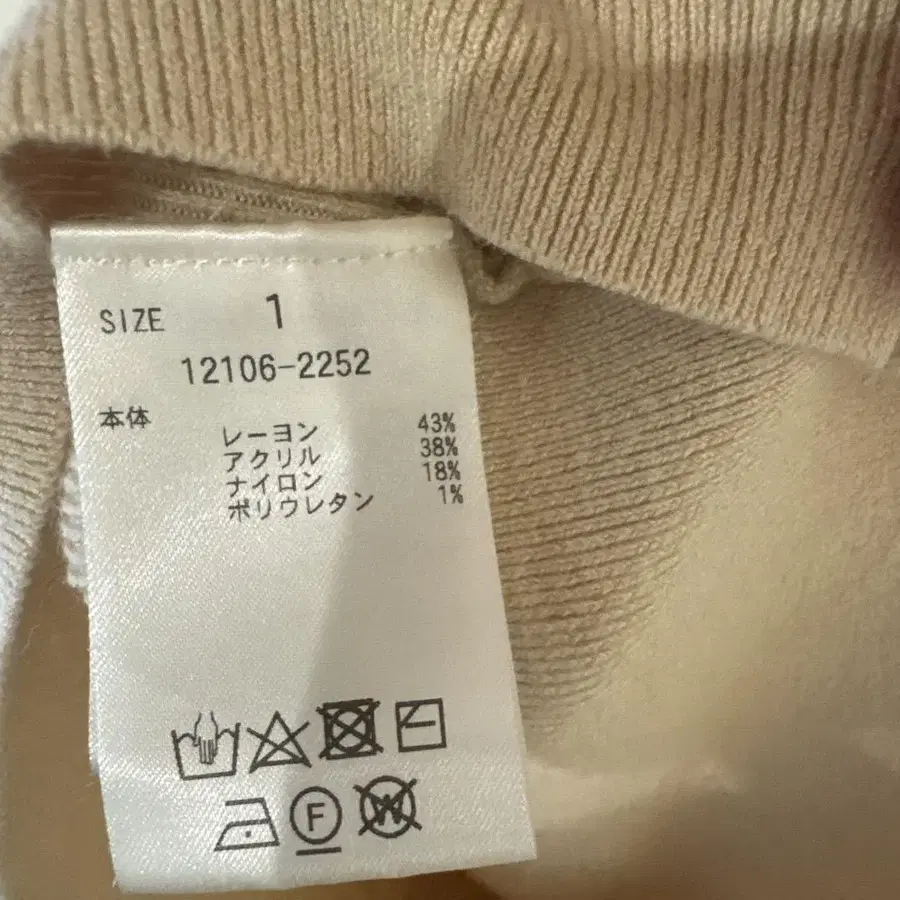 SIZE 1
12106-2252
本体
レーヨン 43%
アクリル 38%
ナイロン 18%
ポリウレタン 1%
F
W